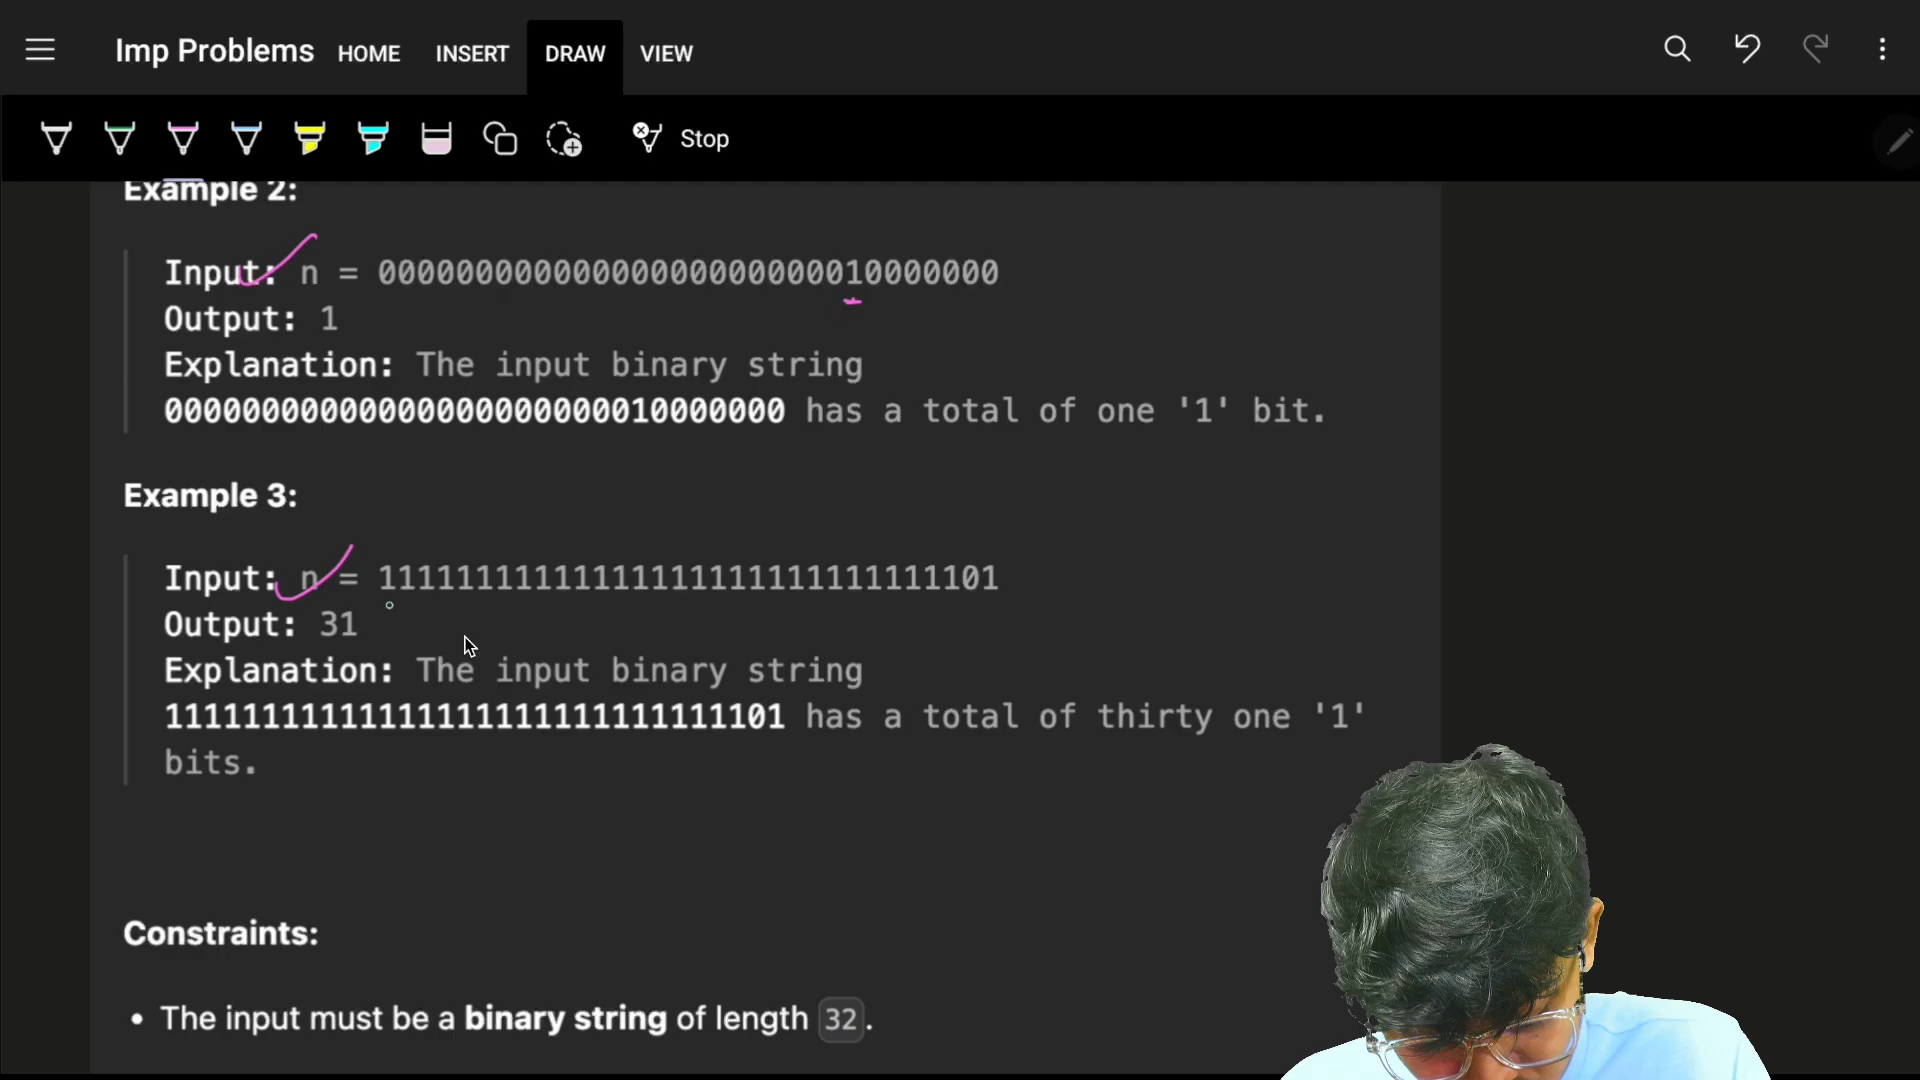 Imp Problems HOME INSERT DRAW VIEW
Stop
Example 2:
Input: n = 00000000000000000000000010000000
Output: 1
Explanation: The input binary string
00000000000000000000000010000000 has a total of one '1' bit.
Example 3:
Input: n = 11111111111111111111111111111101
Output: 31
Explanation: The input binary string
11111111111111111111111111111101 has a total of thirty one '1'
bits.
Constraints:
• The input must be a binary string of length 32.